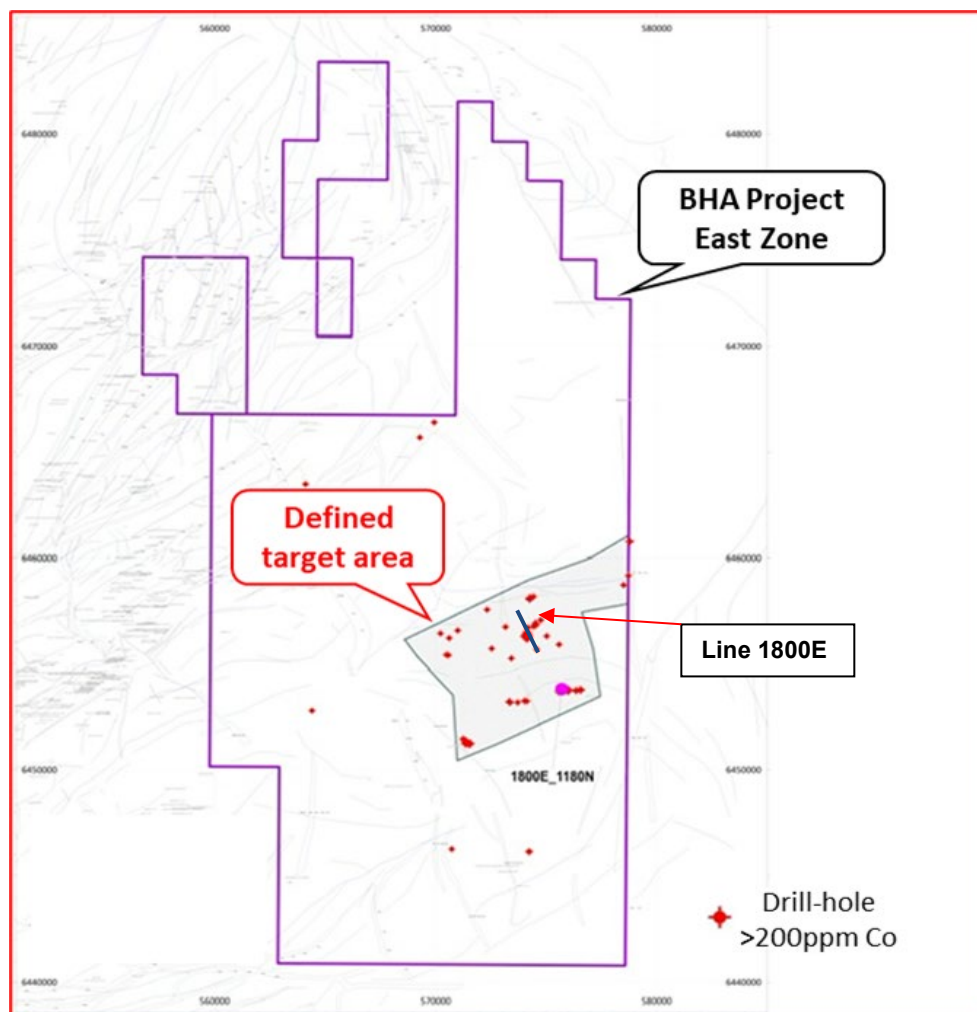 560000
570000
580000
6480000
6480000
BHA Project
East Zone
6470000
6470000
Defined
target area
6460000
6460000
Line 1800E
6450000
6450000
1800E_1180N
Drill-hole
>200ppm Co
6440000
6440000
560000
570000
580000